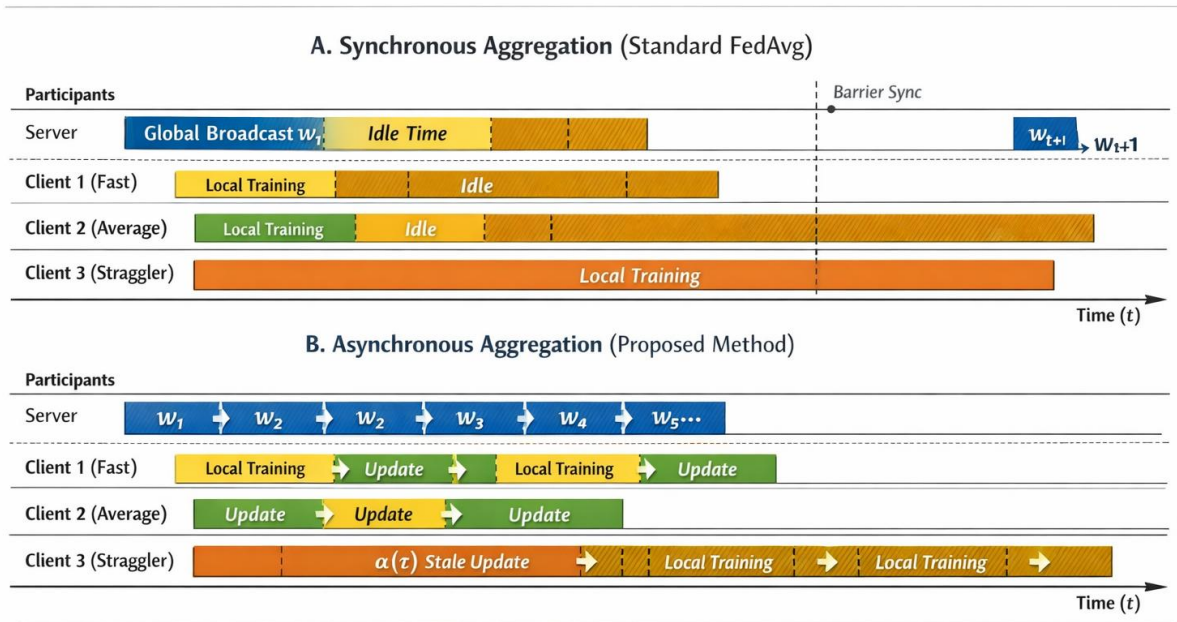 A. Synchronous Aggregation (Standard FedAvg)
Participants
Barrier Sync
Server
Global Broadcast w₁
Idle Time
wₜ₊ₗ
wₜ₊1
Client 1 (Fast)
Local Training
Idle
Client 2 (Average)
Local Training
Idle
Client 3 (Straggler)
Local Training
Time (t)
B. Asynchronous Aggregation (Proposed Method)
Participants
Server
w₁
w₂
w₂
w₃
w₄
w₅...
Client 1 (Fast)
Local Training
Update
Local Training
Update
Client 2 (Average)
Update
Update
Update
Client 3 (Straggler)
α(τ) Stale Update
Local Training
Local Training
Time (t)